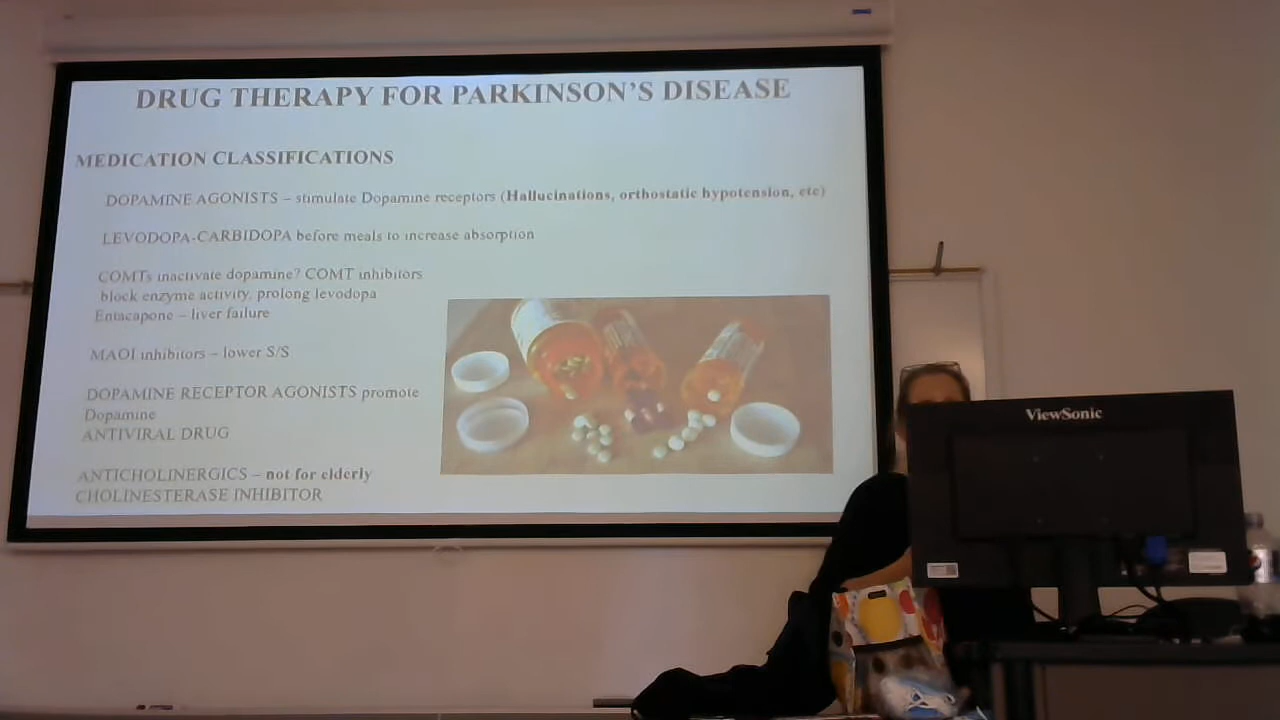 DRUG THERAPY FOR PARKINSON'S DISEASE
MEDICATION CLASSIFICATIONS
DOPAMINE AGONISTS – stimulate Dopamine receptors (Hallucinations, orthostatic hypotension, etc)
LEVODOPA-CARBIDOPA before meals to increase absorption
COMTs inactivate dopamine? COMT inhibitors
block enzyme activity, prolong levodopa
Entacapone – liver failure
MAOI inhibitors – lower S/S
DOPAMINE RECEPTOR AGONISTS promote
Dopamine
ANTIVIRAL DRUG
ANTICHOLINERGICS – not for elderly
CHOLINESTERASE INHIBITOR
ViewSonic